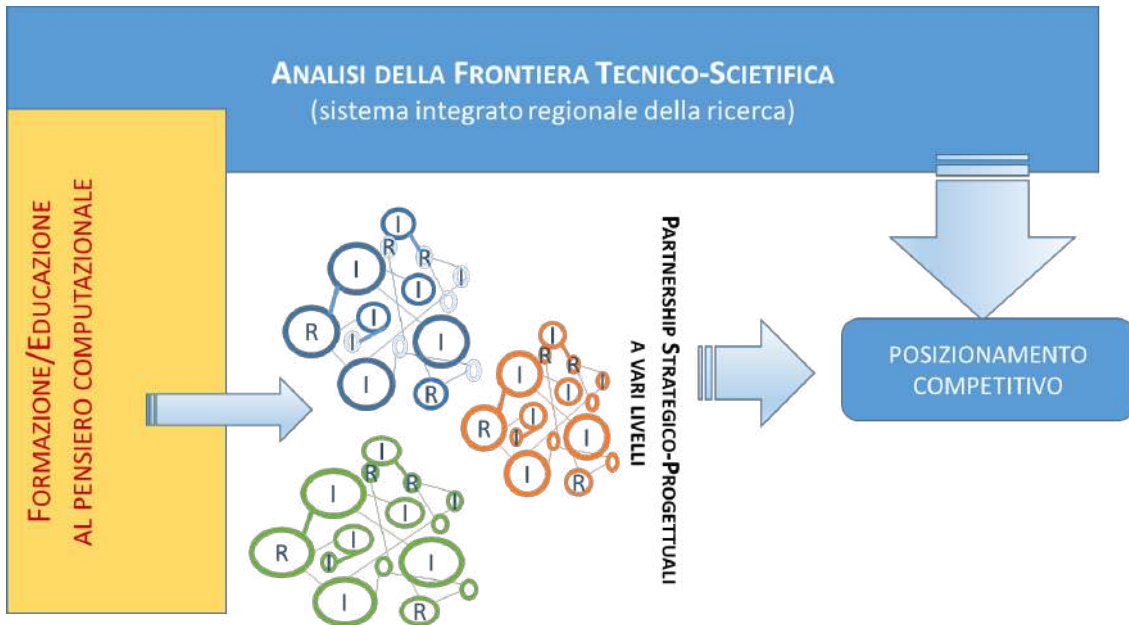 ANALISI DELLA FRONTIERA TECNICO-SCIETIFICA
(sistema integrato regionale della ricerca)
FORMAZIONE/EDUCAZIONE
AL PENSIERO COMPUTAZIONALE
I
R
R
I
I
I
I
R
I
I
I
R
I
R
R
I
I
I
I
R
I
I
I
R
I
R
R
I
I
I
I
R
I
I
I
R
PARTNERSHIP STRATEGICO-PROGETTUALI
A VARI LIVELLI
POSIZIONAMENTO
COMPETITIVO